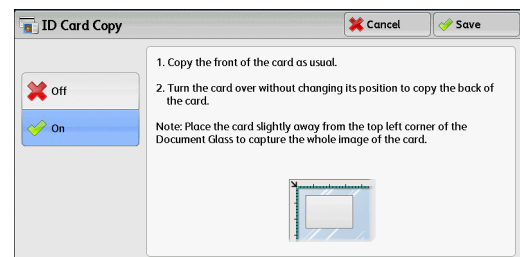 ID Card Copy
Cancel
Save
Off
On
1. Copy the front of the card as usual.
2. Turn the card over without changing its position to copy the back of
the card.
Note: Place the card slightly away from the top left corner of the
Document Glass to capture the whole image of the card.